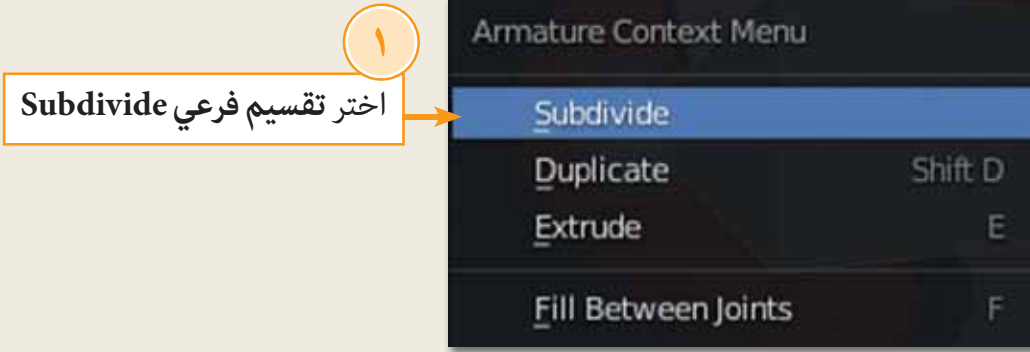 ١
اختر تقسيم فرعي Subdivide
Armature Context Menu
Subdivide
Duplicate Shift D
Extrude E
Fill Between Joints F